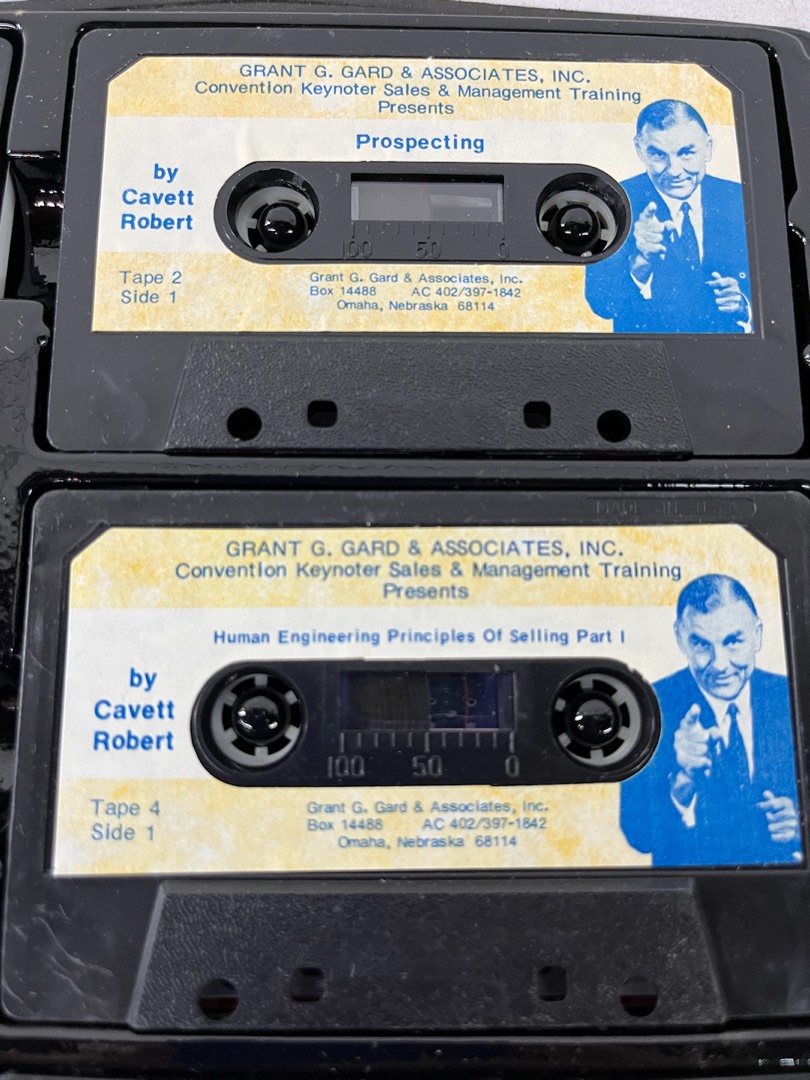 GRANT G. GARD & ASSOCIATES, INC.
Convention Keynoter Sales & Management Training
Presents
Prospecting
by
Cavett
Robert
100 50 0
Tape 2
Side 1
Grant G. Gard & Associates, Inc.
Box 14488 AC 402/397-1842
Omaha, Nebraska 68114
MADE IN U.S.A
GRANT G. GARD & ASSOCIATES, INC.
Convention Keynoter Sales & Management Training
Presents
Human Engineering Principles Of Selling Part I
by
Cavett
Robert
100 50 0
Tape 4
Side 1
Grant G. Gard & Associates, Inc.
Box 14488 AC 402/397-1842
Omaha, Nebraska 68114